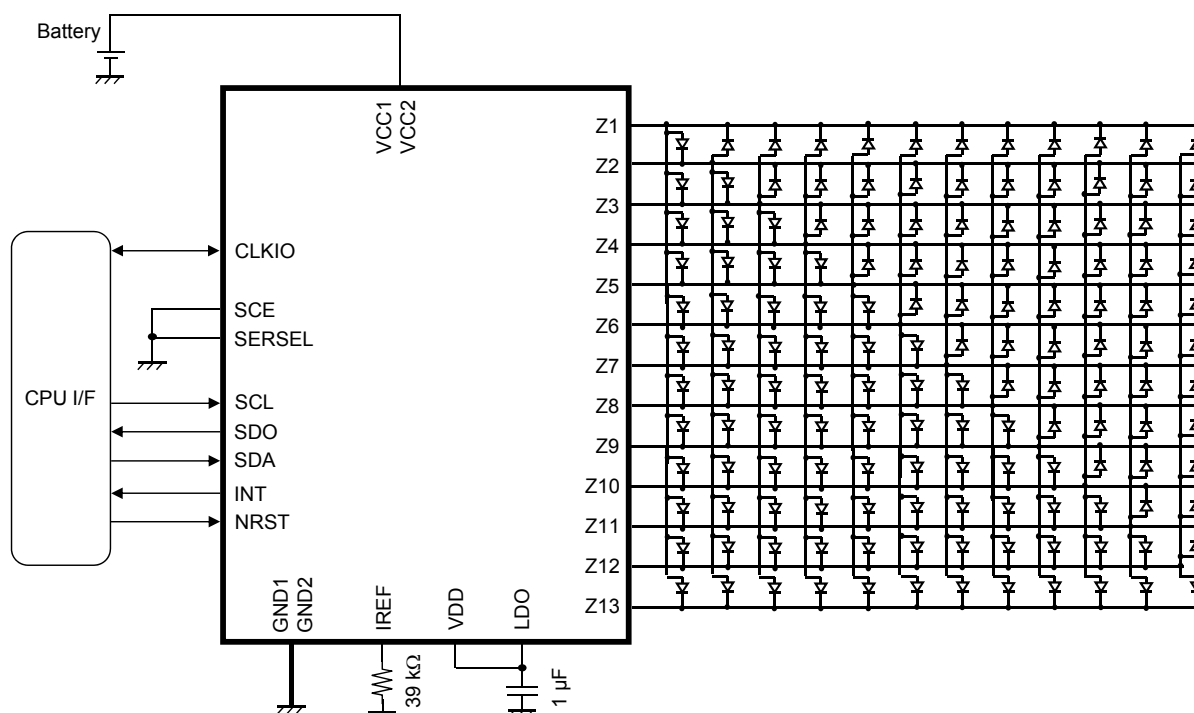 Battery
VCC1
VCC2
Z1
Z2
Z3
Z4
Z5
Z6
Z7
Z8
Z9
Z10
Z11
Z12
Z13
CPU I/F
CLKIO
SCE
SERSEL
SCL
SDO
SDA
INT
NRST
GND1
GND2
IREF
VDD
LDO
39 kΩ
1 µF